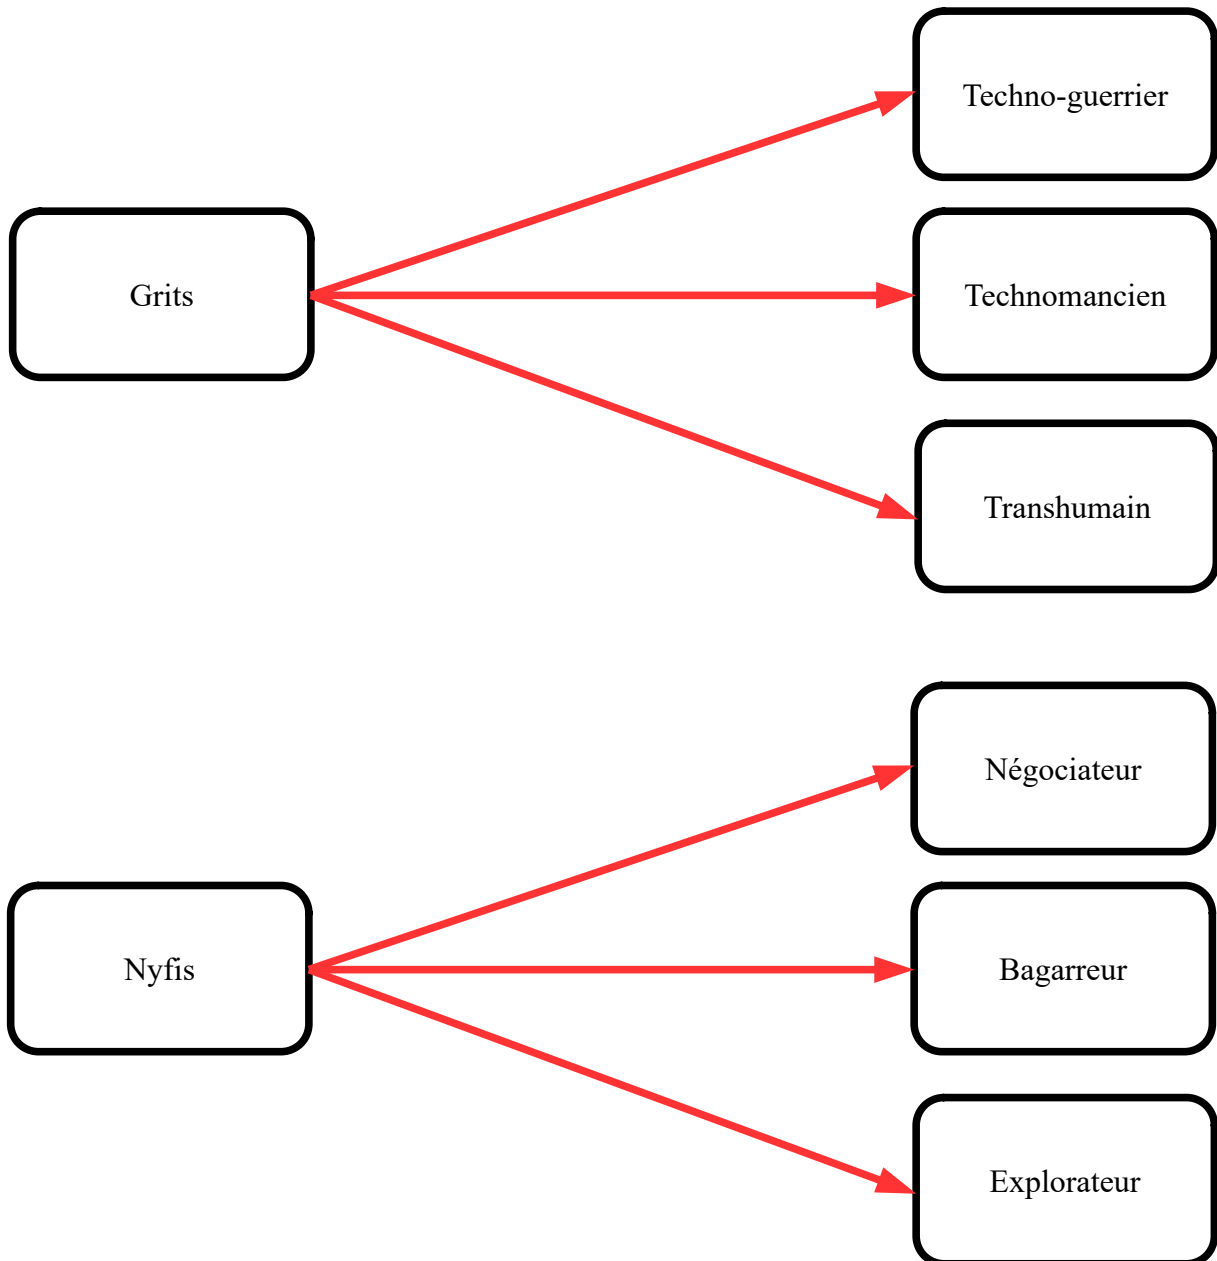 Techno-guerrier
Grits
Technomancien
Transhumain
Négociateur
Nyfis
Bagarreur
Explorateur